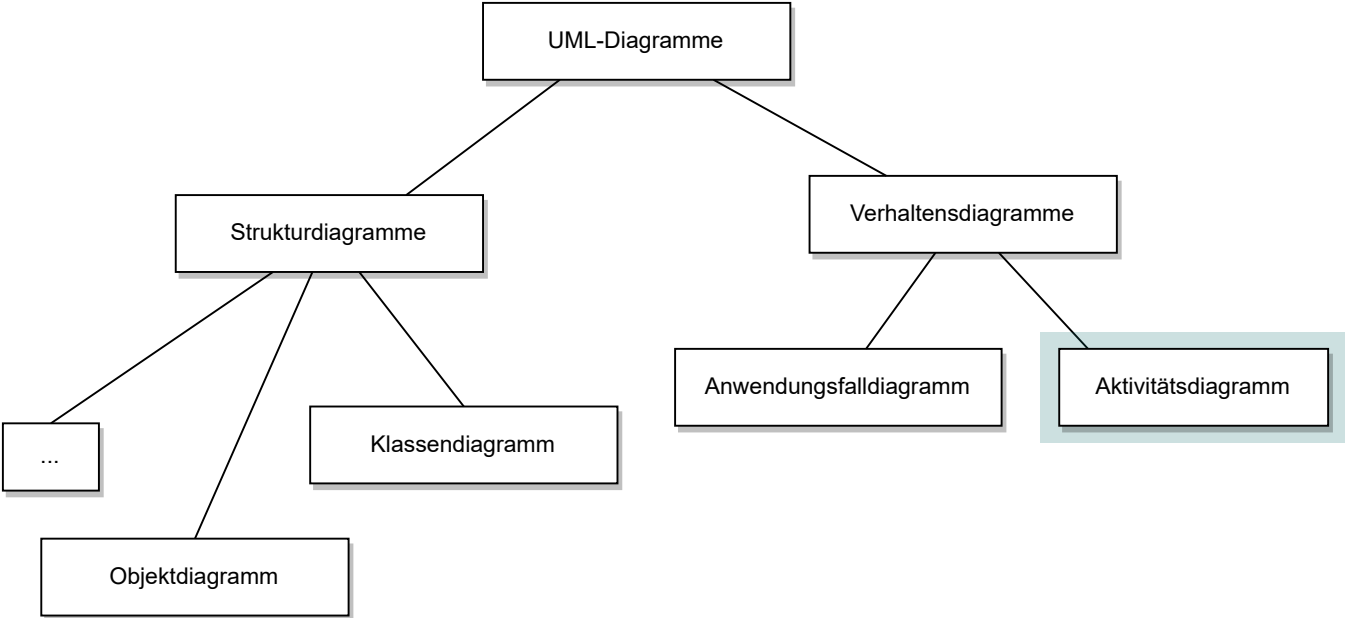 UML-Diagramme
Verhaltensdiagramme
Strukturdiagramme
Anwendungsfalldiagramm
Aktivitätsdiagramm
Klassendiagramm
...
Objektdiagramm